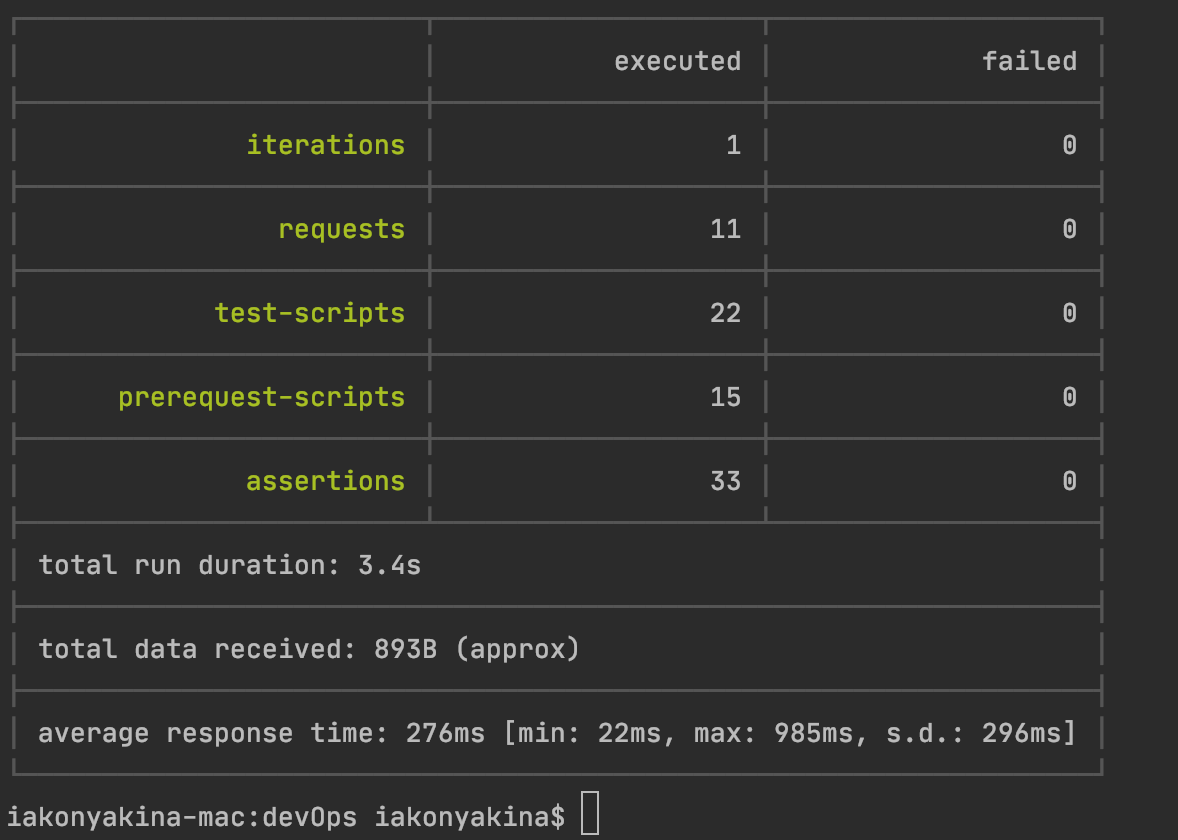 executed failed
iterations 1 0
requests 11 0
test-scripts 22 0
prerequest-scripts 15 0
assertions 33 0
total run duration: 3.4s
total data received: 893B (approx)
average response time: 276ms [min: 22ms, max: 985ms, s.d.: 296ms]
iakonyakina-mac:devOps iakonyakina$